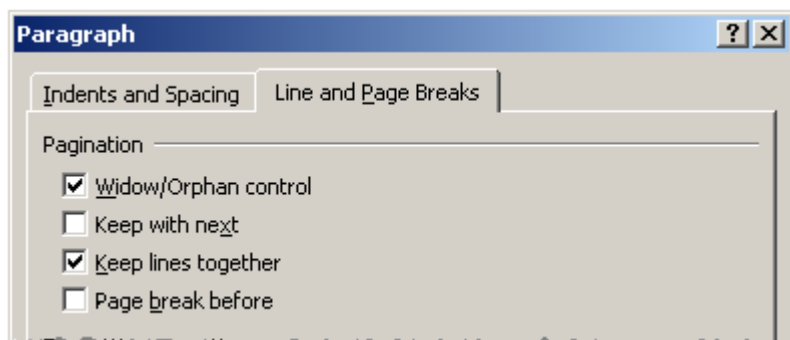 Paragraph
Indents and Spacing Line and Page Breaks
Pagination
Widow/Orphan control
Keep with next
Keep lines together
Page break before